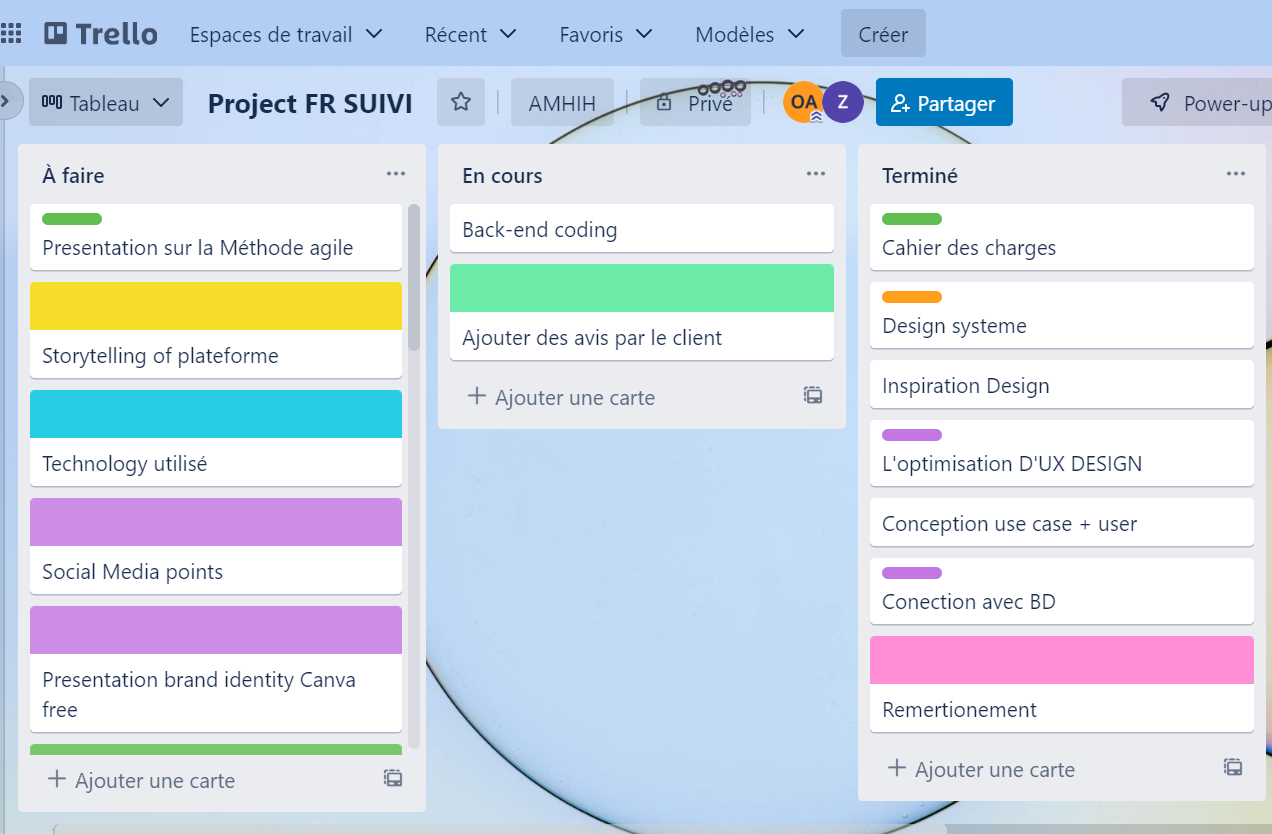 Trello Espaces de travail Récent Favoris Modèles Créer
Tableau Project FR SUIVI AMHIH Privé OA Z Partager Power-up
À faire
Presentation sur la Méthode agile
Storytelling of plateforme
Technology utilisé
Social Media points
Presentation brand identity Canva
free
Ajouter une carte
En cours
Back-end coding
Ajouter des avis par le client
Ajouter une carte
Terminé
Cahier des charges
Design systeme
Inspiration Design
L'optimisation D'UX DESIGN
Conception use case + user
Conection avec BD
Remertionement
Ajouter une carte